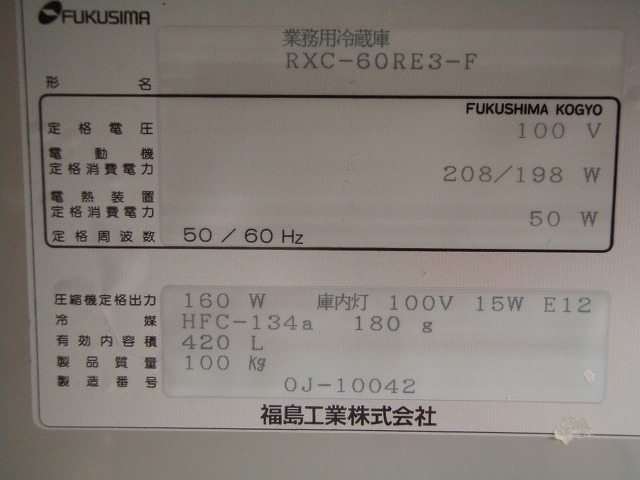 FUKUSIMA
業務用冷蔵庫
形名 RXC-60RE3-F
FUKUSHIMA KOGYO
定格電圧 100 V
電動機
定格消費電力 208/198 W
電熱装置
定格消費電力 50 W
定格周波数 50 / 60 Hz
圧縮機定格出力 160 W 庫内灯 100V 15W E12
冷媒 HFC-134a 180 g
有効内容積 420 L
製品質量 100 kg
製造番号 OJ-10042
福島工業株式会社